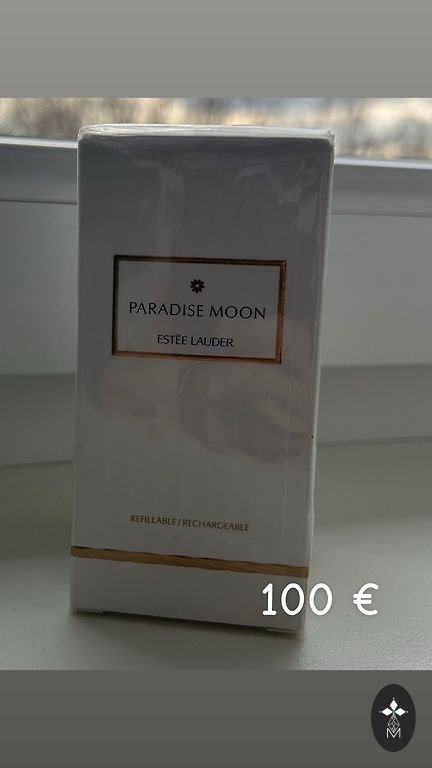 PARADISE MOON
ESTĒE LAUDER
REFILLABLE/RECHARGEABLE
100 €
M